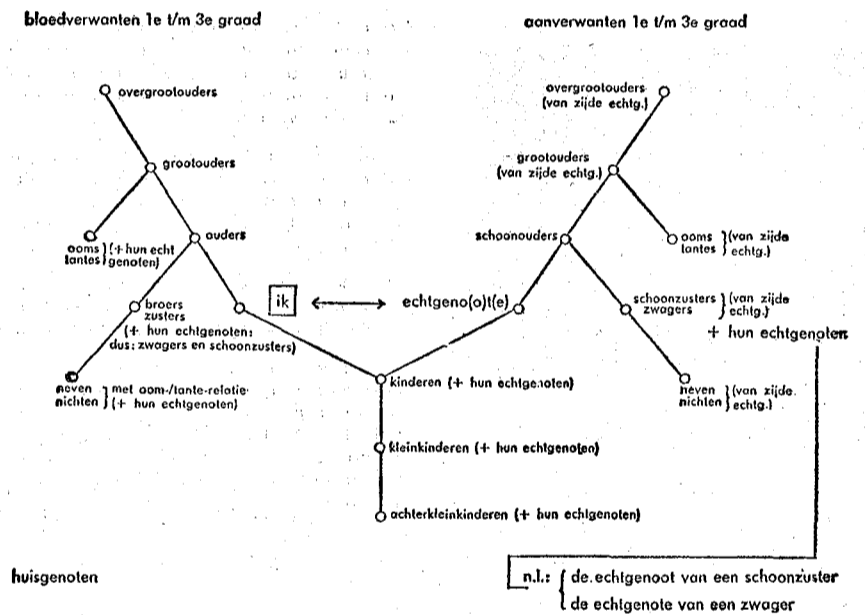 bloedverwanten 1e t/m 3e graad
overgrootouders
grootouders
ouders
ooms } (+ hun echt
tantes } genoten)
ik
broers
zusters
(+ hun echtgenoten:
dus: zwagers en schoonzusters)
neven } met oom-/tante-relatie
nichten } (+ hun echtgenoten)
aanverwanten 1e t/m 3e graad
overgrootouders
(van zijde echtg.)
grootouders
(van zijde echtg.)
schoonouders
ooms } (van zijde
tantes } echtg.)
echtgeno(o)t(e)
schoonzusters } (van zijde
zwagers } echtg.)
+ hun echtgenoten
neven } (van zijde
nichten } echtg.)
kinderen (+ hun echtgenoten)
kleinkinderen (+ hun echtgenoten)
achterkleinkinderen (+ hun echtgenoten)
huisgenoten
n.l.: { de echtgenoot van een schoonzuster
de echtgenote van een zwager